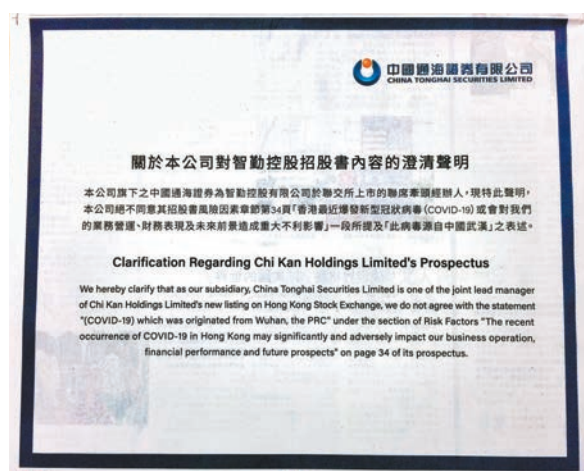 中國通海證券有限公司
CHINA TONGHAI SECURITIES LIMITED
關於本公司對智勤控股招股書內容的澄清聲明
本公司旗下之中國通海證券為智勤控股有限公司於聯交所上市的聯席牽頭經辦人，現特此聲明，
本公司絕不同意其招股書風險因素章節第34頁「香港最近爆發新型冠狀病毒（COVID-19）或會對我們
的業務營運、財務表現及未來前景造成重大不利影響」一段所提及「此病毒源自中國武漢」之表述。
Clarification Regarding Chi Kan Holdings Limited's Prospectus
We hereby clarify that as our subsidiary, China Tonghai Securities Limited is one of the joint lead manager
of Chi Kan Holdings Limited's new listing on Hong Kong Stock Exchange, we do not agree with the statement
"(COVID-19) which was originated from Wuhan, the PRC" under the section of Risk Factors "The recent
occurrence of COVID-19 in Hong Kong may significantly and adversely impact our business operation,
financial performance and future prospects" on page 34 of its prospectus.